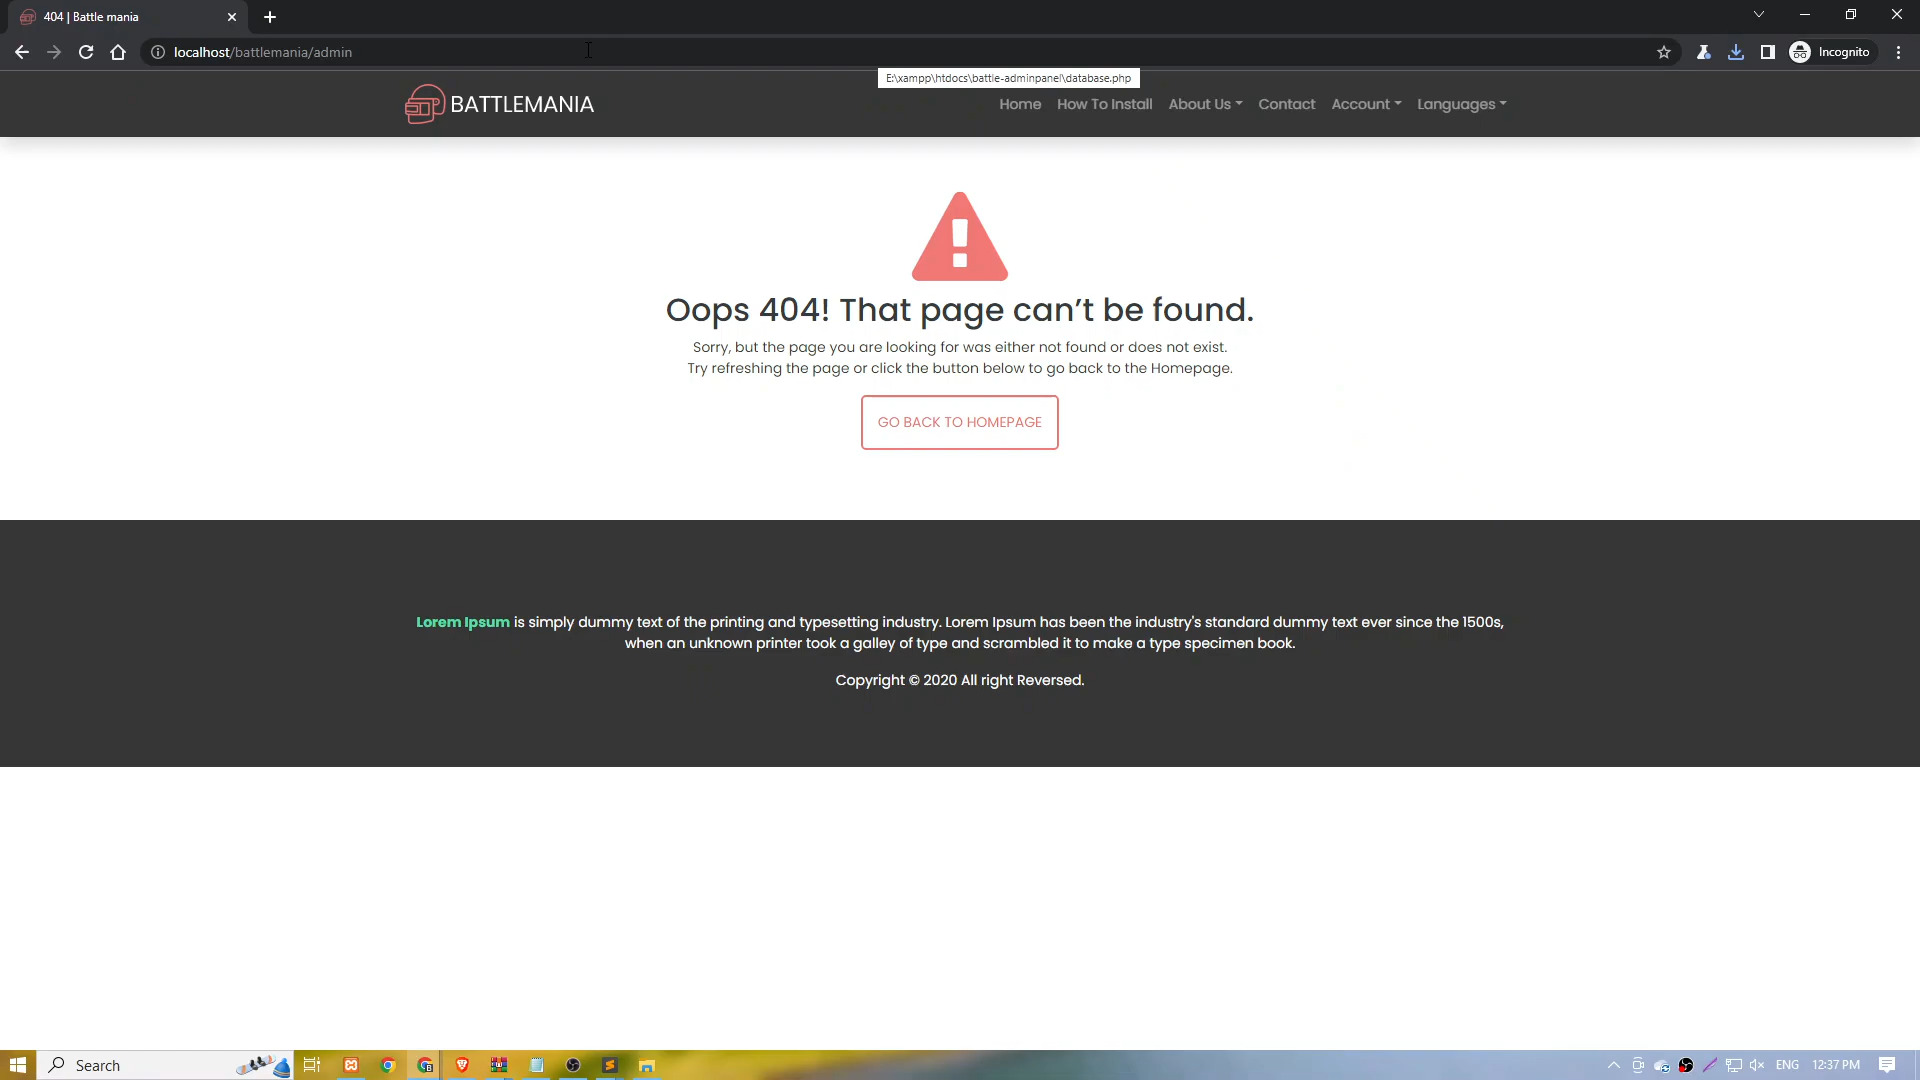 404 | Battle mania
localhost/battlemania/admin
Incognito
E:\xampp\htdocs\battle-adminpanel\database.php
BATTLEMANIA
Home How To Install About Us Contact Account Languages
Oops 404! That page can’t be found.
Sorry, but the page you are looking for was either not found or does not exist.
Try refreshing the page or click the button below to go back to the Homepage.
GO BACK TO HOMEPAGE
Lorem Ipsum is simply dummy text of the printing and typesetting industry. Lorem Ipsum has been the industry's standard dummy text ever since the 1500s,
when an unknown printer took a galley of type and scrambled it to make a type specimen book.
Copyright © 2020 All right Reversed.
Search
ENG 12:37 PM